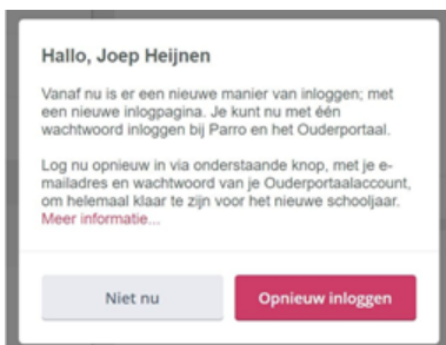 Hallo, Joep Heijnen
Vanaf nu is er een nieuwe manier van inloggen; met
een nieuwe inlogpagina. Je kunt nu met één
wachtwoord inloggen bij Parro en het Ouderportaal.
Log nu opnieuw in via onderstaande knop, met je e-
mailadres en wachtwoord van je Ouderportaalaccount,
om helemaal klaar te zijn voor het nieuwe schooljaar.
Meer informatie...
Niet nu
Opnieuw inloggen